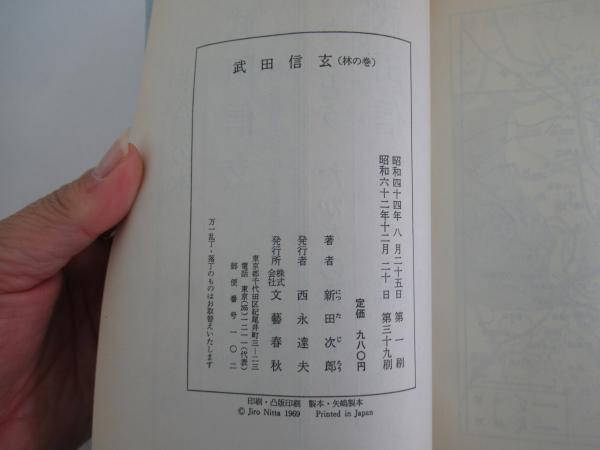 武田信玄（林の巻）
昭和四十四年 八 月二十五日 第 一 刷
昭和六十二年十二月 二十 日 第三十九刷
定価 九八〇円
著者 新田次郎
にっ た じ ろう
発行者 西永達夫
発行所 株式会社 文藝春秋
東京都千代田区紀尾井町三―二三
電話 東京(265)一二一一(代表)
郵便番号 一〇二
万一乱丁・落丁のものはお取替えいたします
印刷・凸版印刷 製本・矢嶋製本
© Jiro Nitta 1969 Printed in Japan